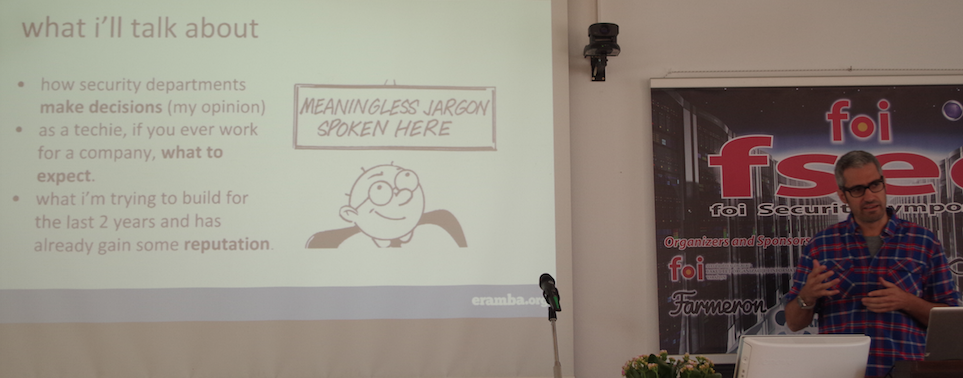 what i'll talk about
• how security departments
make decisions (my opinion)
• as a techie, if you ever work
for a company, what to
expect.
• what i'm trying to build for
the last 2 years and has
already gain some reputation.
MEANINGLESS JARGON
SPOKEN HERE
eramba.org
foi
fsec
foi Security Sympo
Organizers and Sponsors
foi
Farmeron